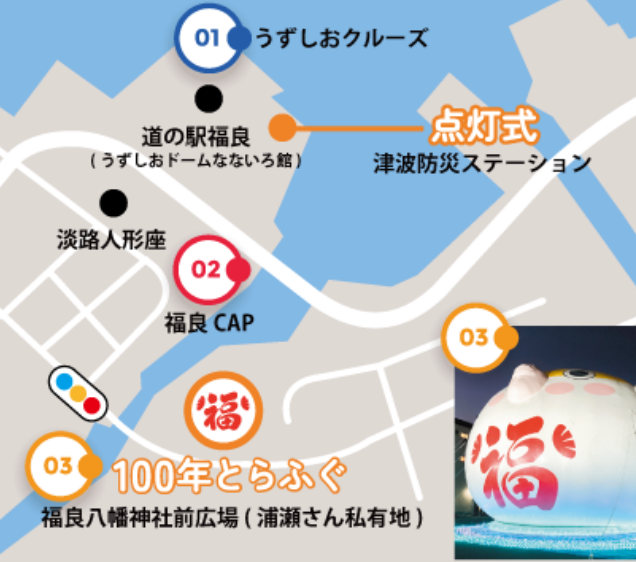 01 うずしおクルーズ
道の駅福良
(うずしおドームなないろ館)
点灯式
津波防災ステーション
淡路人形座
02
福良 CAP
03
福
福
03 100年とらふぐ
福良八幡神社前広場 (浦瀬さん私有地)